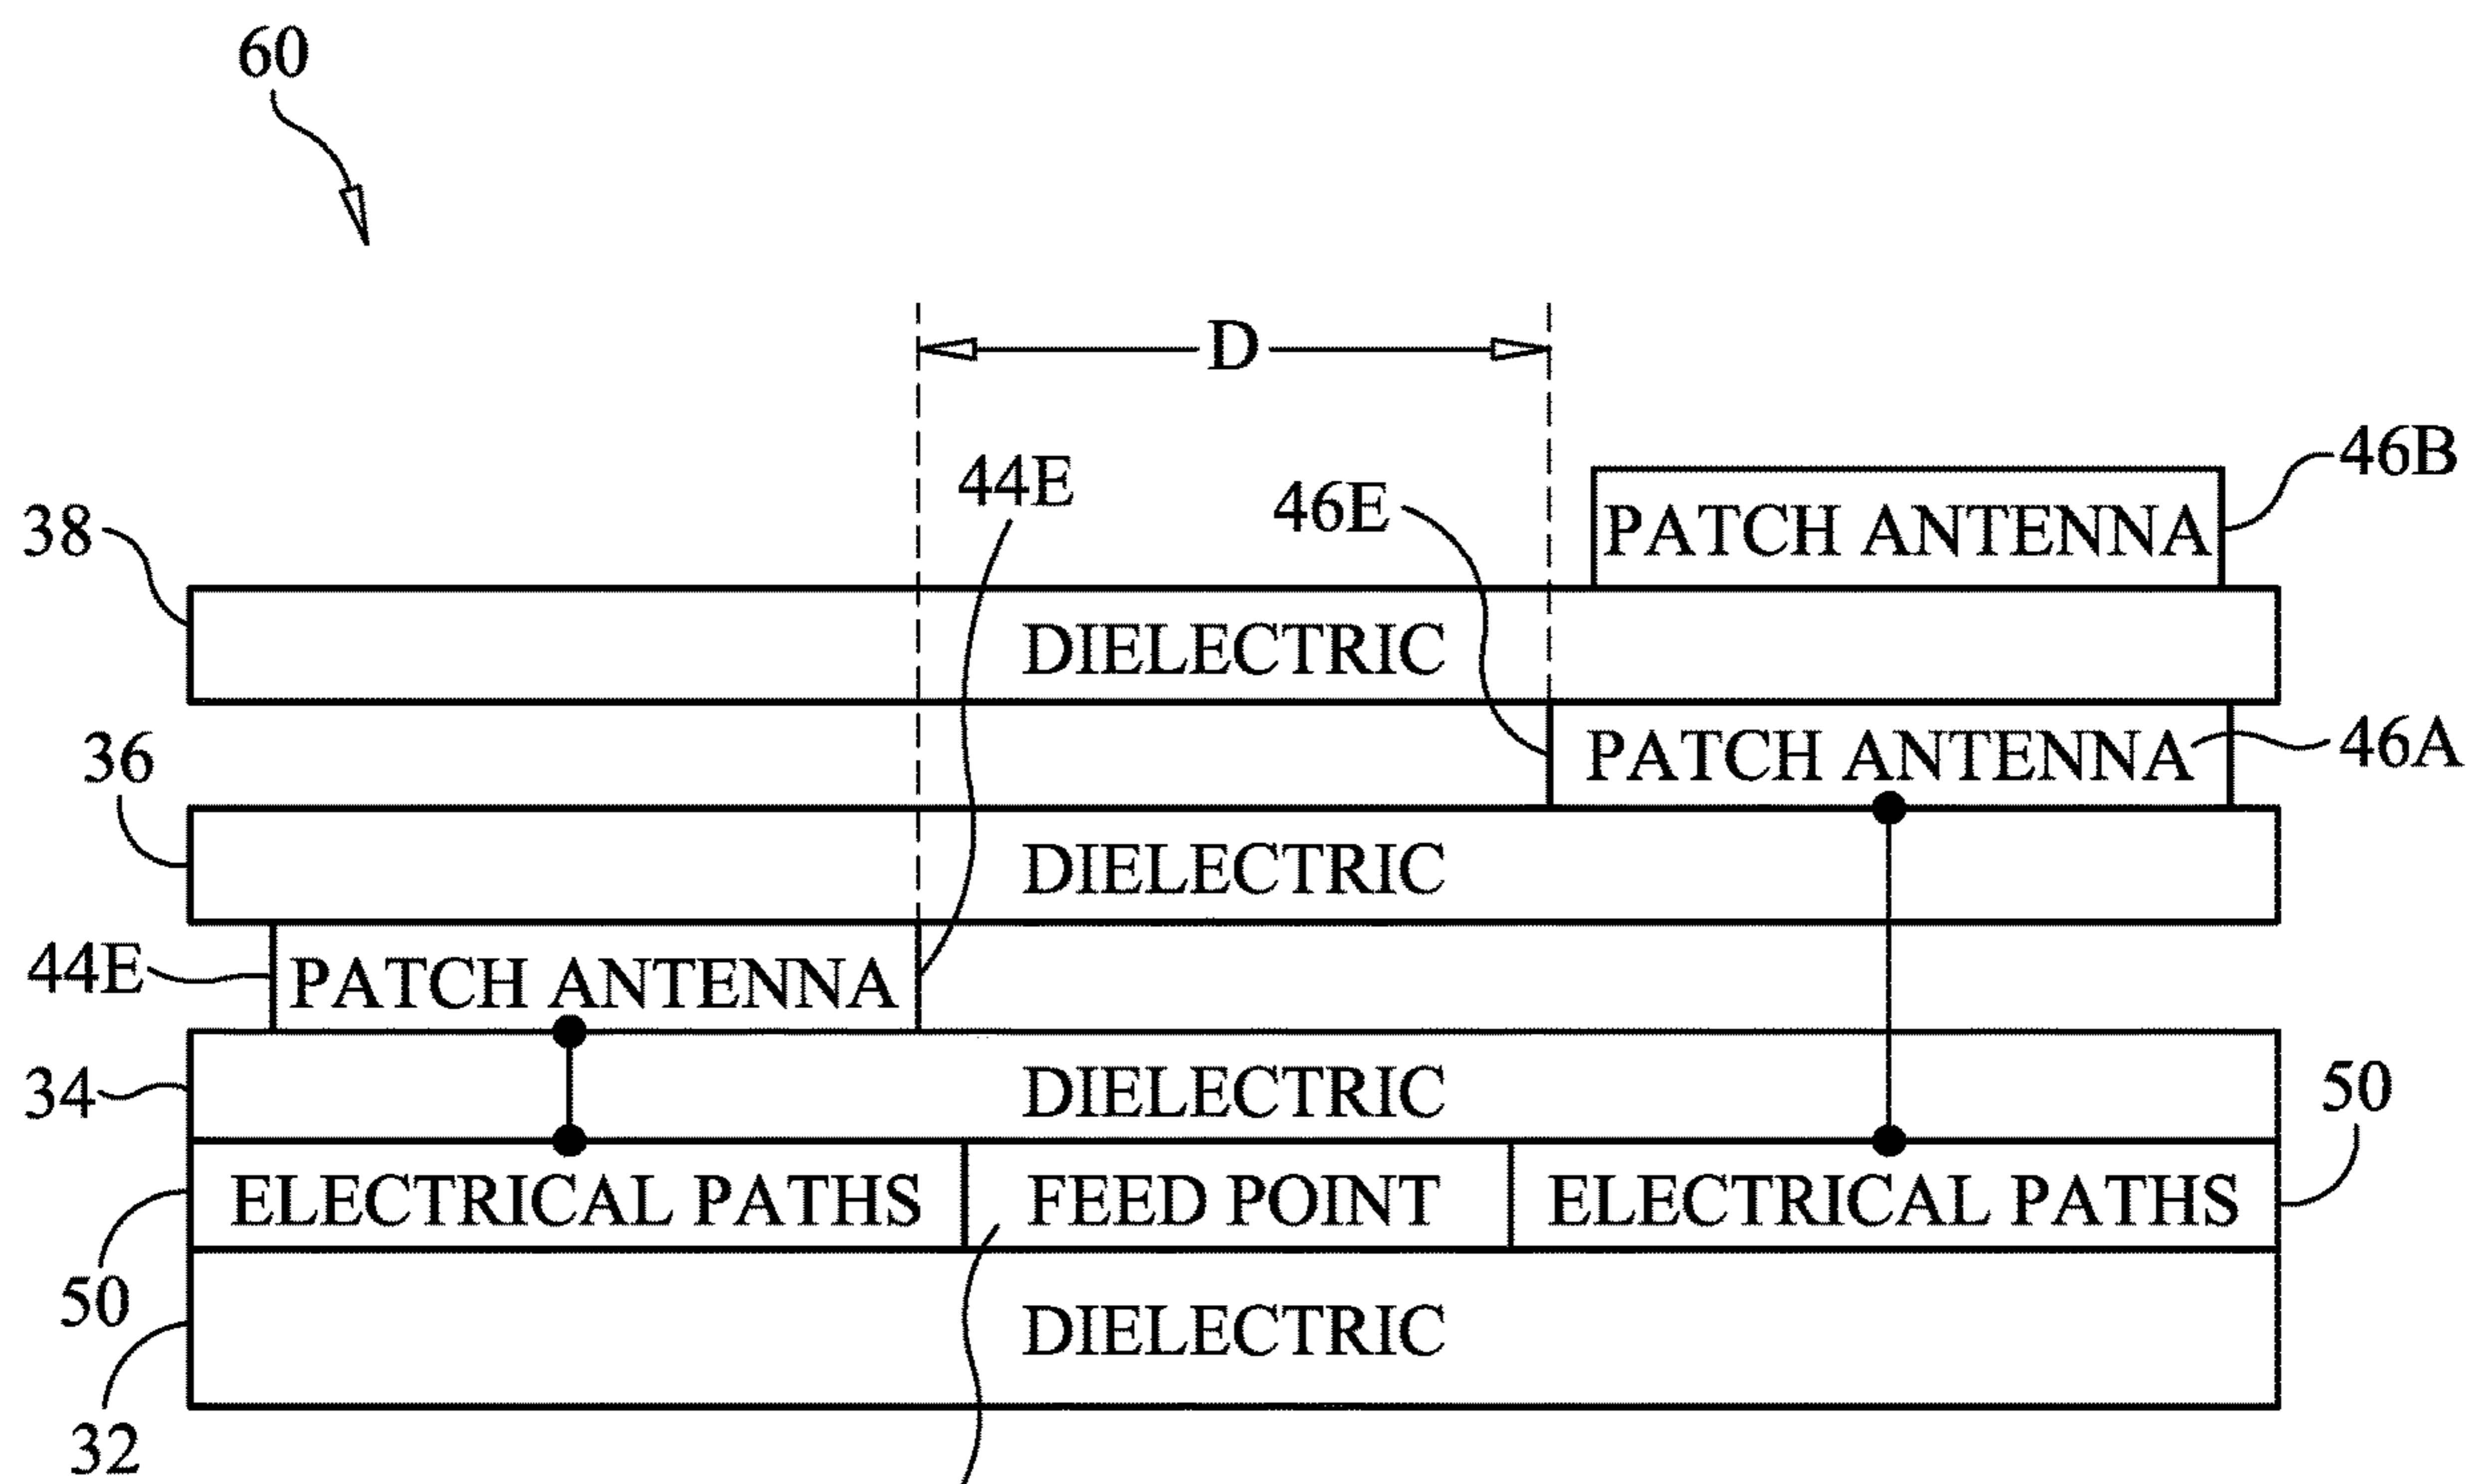 60
D
44E
46E
46B
PATCH ANTENNA
38
DIELECTRIC
36
PATCH ANTENNA
46A
DIELECTRIC
44E
PATCH ANTENNA
34
DIELECTRIC
50
ELECTRICAL PATHS
FEED POINT
ELECTRICAL PATHS
50
DIELECTRIC
32